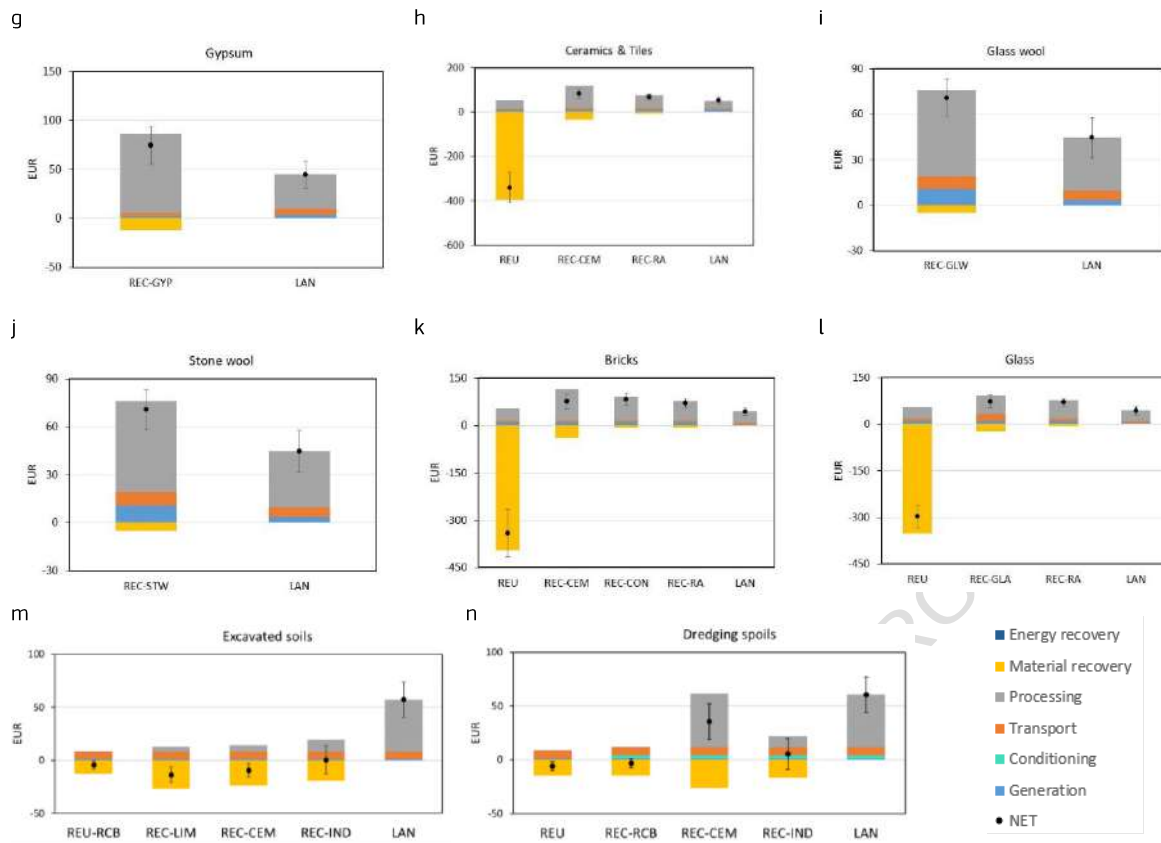 g
Gypsum
150
100
50
0
-50
EUR
REC-GYP LAN
h
Ceramics & Tiles
200
0
-200
-400
-600
EUR
REU REC-CEM REC-RA LAN
i
Glass wool
90
60
30
0
-30
EUR
REC-GLW LAN
j
Stone wool
90
60
30
0
-30
EUR
REC-STW LAN
k
Bricks
150
0
-150
-300
-450
EUR
REU REC-CEM REC-CON REC-RA LAN
l
Glass
150
0
-150
-300
-450
EUR
REU REC-GLA REC-RA LAN
m
Excavated soils
100
50
0
-50
EUR
REU-RCB REC-LIM REC-CEM REC-IND LAN
n
Dredging spoils
100
50
0
-50
EUR
REU REC-RCB REC-CEM REC-IND LAN
Energy recovery
Material recovery
Processing
Transport
Conditioning
Generation
NET